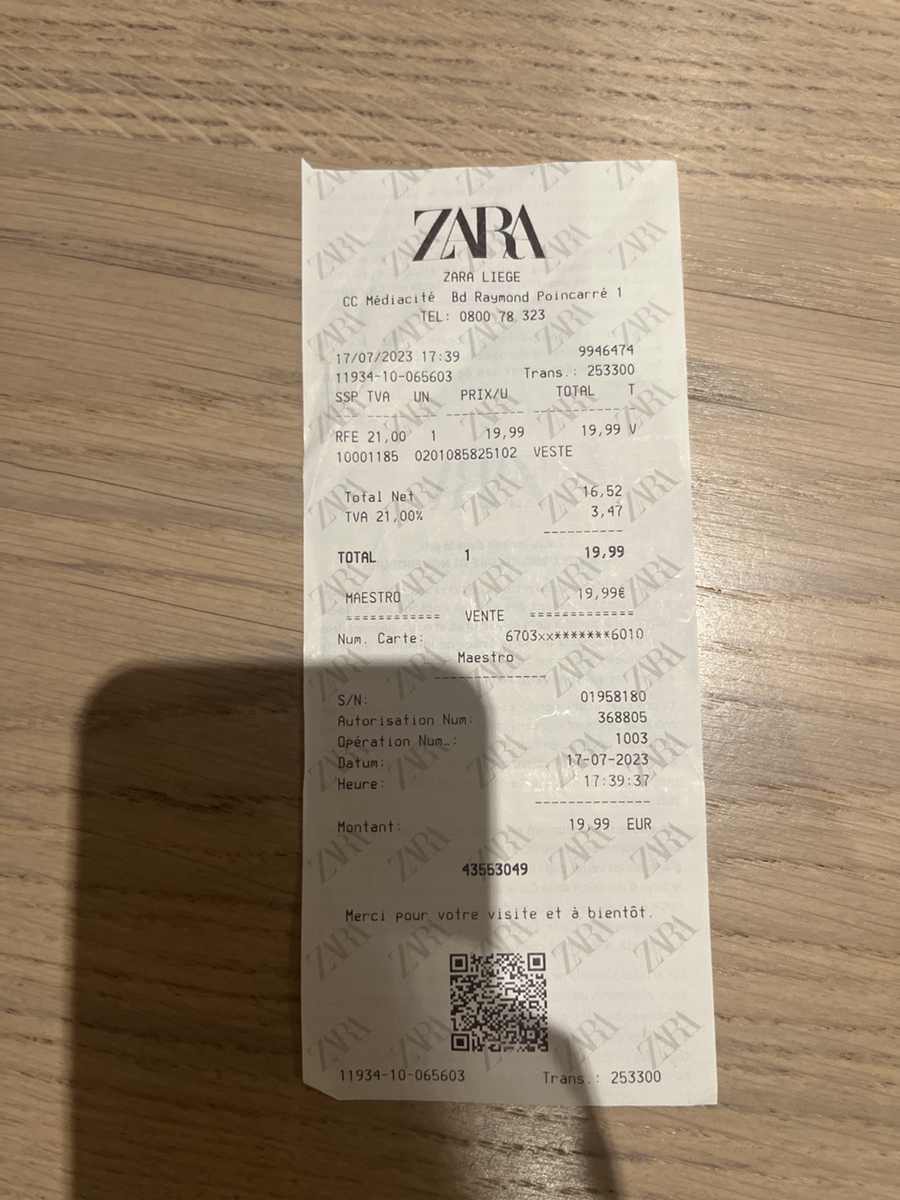 ZARA
ZARA LIEGE
CC Médiacité Bd Raymond Poincarré 1
TEL: 0800 78 323
17/07/2023 17:39 9946474
11934-10-065603 Trans.: 253300
SSP TVA UN PRIX/U TOTAL T
RFE 21,00 1 19,99 19,99 V
10001185 0201085825102 VESTE
Total Net 16,52
TVA 21,00% 3,47
TOTAL 1 19,99
MAESTRO 19,99€
============ VENTE ============
Num. Carte: 6703xx*******6010
Maestro
S/N: 01958180
Autorisation Num: 368805
Opération Num.: 1003
Datum: 17-07-2023
Heure: 17:39:37
Montant: 19,99 EUR
43553049
Merci pour votre visite et à bientôt.
11934-10-065603 Trans.: 253300